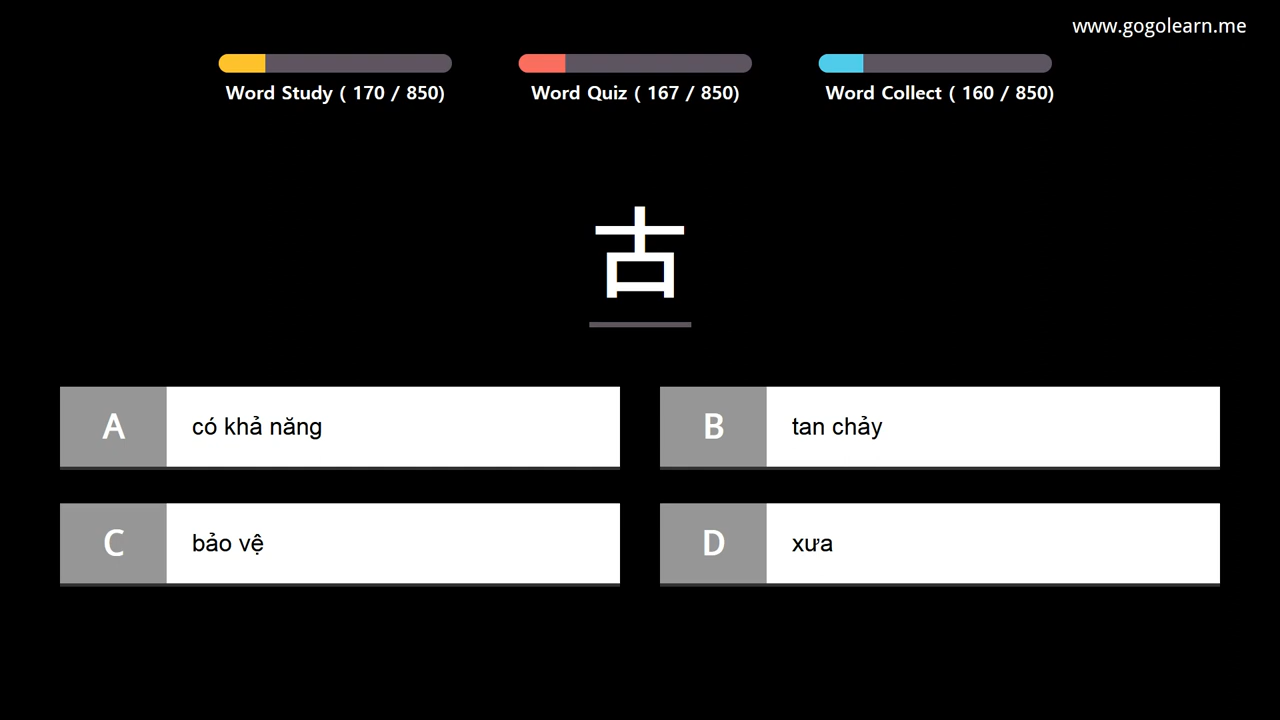 www.gogolearn.me
Word Study ( 170 / 850)
Word Quiz ( 167 / 850)
Word Collect ( 160 / 850)
古
A có khả năng
B tan chảy
C bảo vệ
D xưa